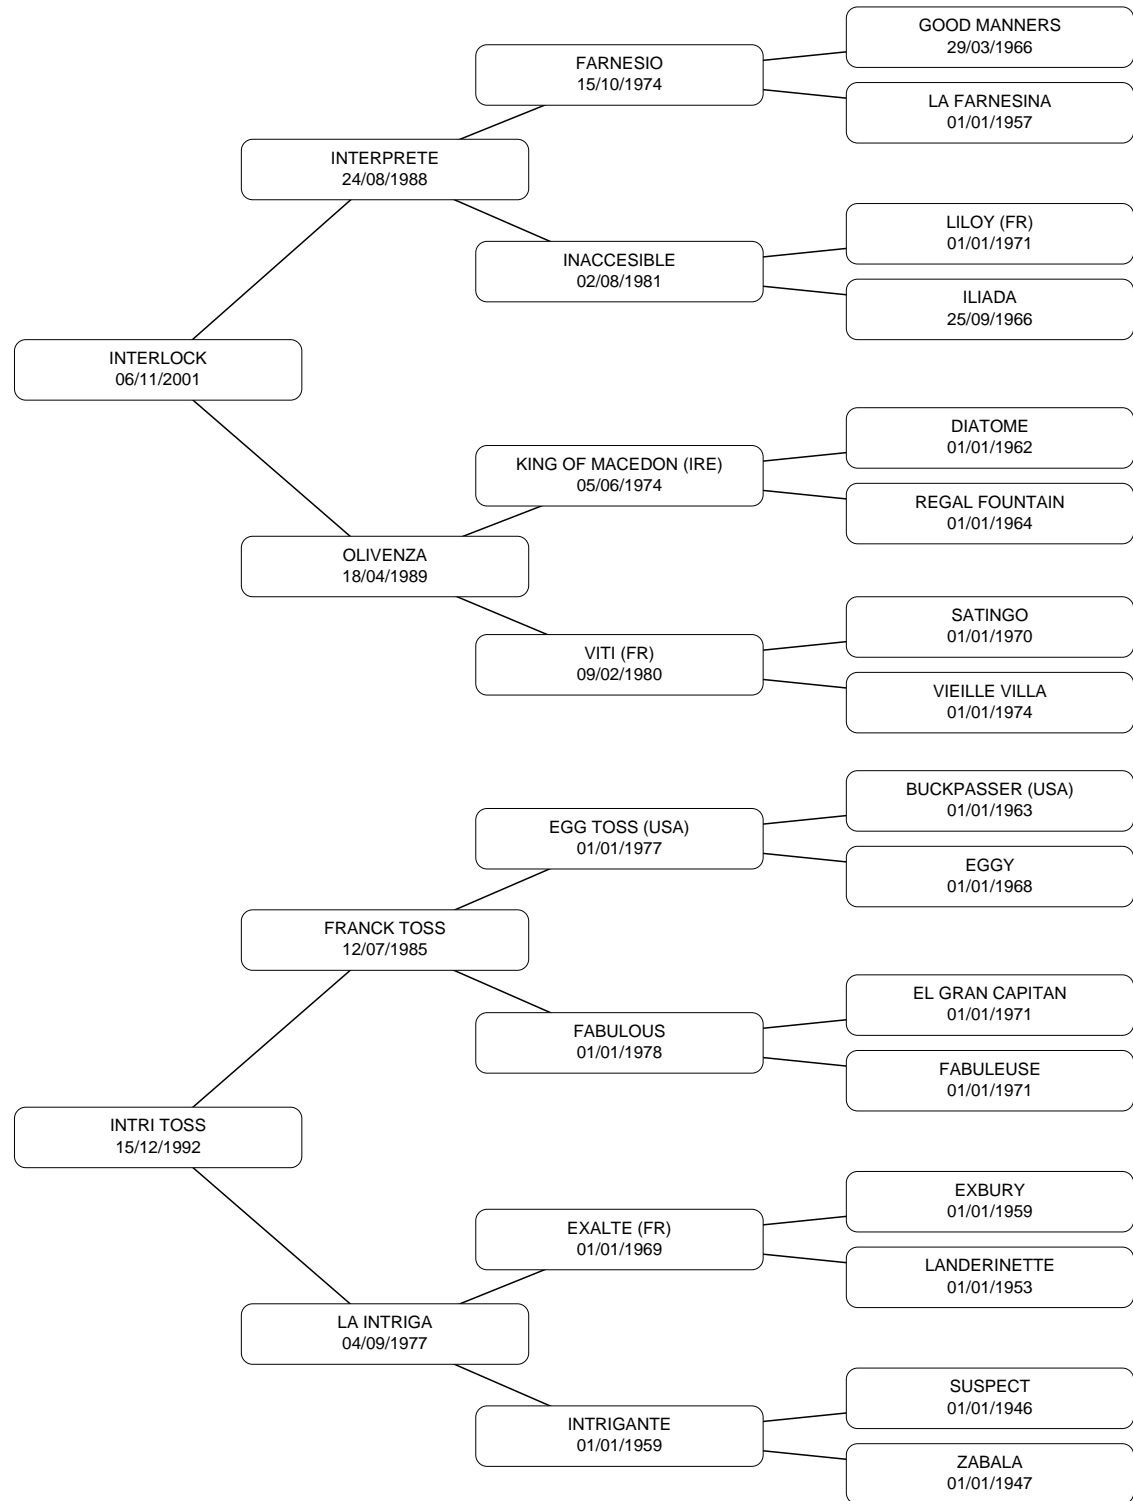 GOOD MANNERS
29/03/1966
FARNESIO
15/10/1974
LA FARNESINA
01/01/1957
INTERPRETE
24/08/1988
LILOY (FR)
01/01/1971
INACCESIBLE
02/08/1981
ILIADA
25/09/1966
INTERLOCK
06/11/2001
DIATOME
01/01/1962
KING OF MACEDON (IRE)
05/06/1974
REGAL FOUNTAIN
01/01/1964
OLIVENZA
18/04/1989
SATINGO
01/01/1970
VITI (FR)
09/02/1980
VIEILLE VILLA
01/01/1974
BUCKPASSER (USA)
01/01/1963
EGG TOSS (USA)
01/01/1977
EGGY
01/01/1968
FRANCK TOSS
12/07/1985
EL GRAN CAPITAN
01/01/1971
FABULOUS
01/01/1978
FABULEUSE
01/01/1971
INTRI TOSS
15/12/1992
EXBURY
01/01/1959
EXALTE (FR)
01/01/1969
LANDERINETTE
01/01/1953
LA INTRIGA
04/09/1977
SUSPECT
01/01/1946
INTRIGANTE
01/01/1959
ZABALA
01/01/1947